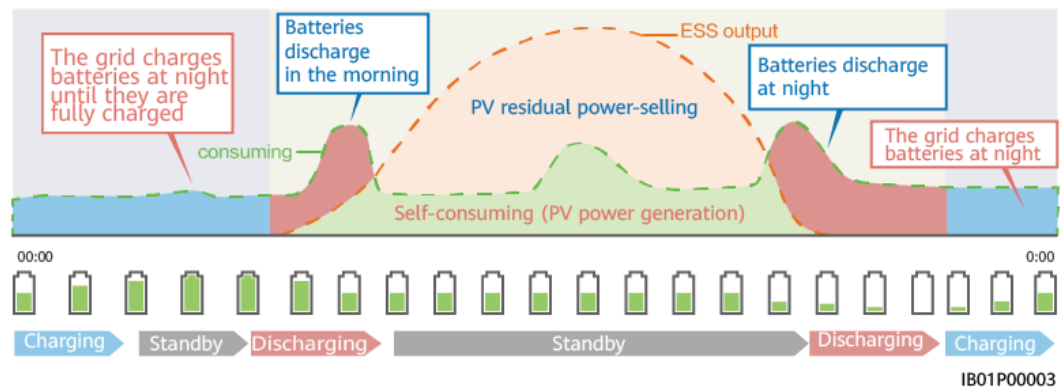 The grid charges
batteries at night
until they are
fully charged
Batteries
discharge
in the morning
ESS output
PV residual power-selling
Batteries discharge
at night
The grid charges
batteries at night
consuming
Self-consuming (PV power generation)
00:00
0:00
Charging
Standby
Discharging
Standby
Discharging
Charging
IB01P00003